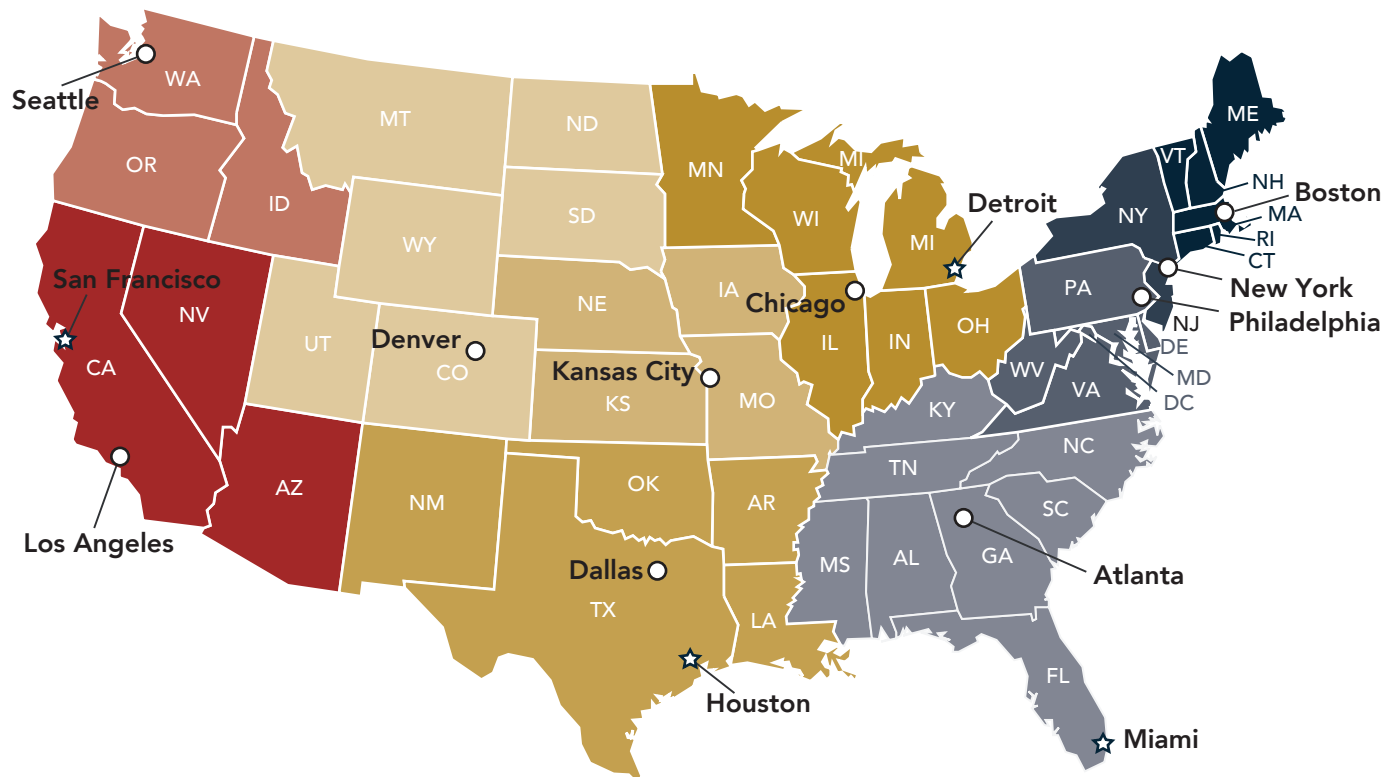 WA
Seattle
OR
ID
MT
ND
SD
WY
NE
MN
WI
MI
MI
IA
Detroit
ME
VT
NH
Boston
MA
RI
CT
NY
New York
PA
Philadelphia
NJ
DE
MD
DC
San Francisco
CA
NV
UT
Denver
CO
Kansas City
KS
MO
Chicago
IL
IN
OH
WV
VA
KY
Los Angeles
AZ
NM
OK
AR
TN
NC
SC
Dallas
TX
LA
MS
AL
GA
Atlanta
Houston
FL
Miami